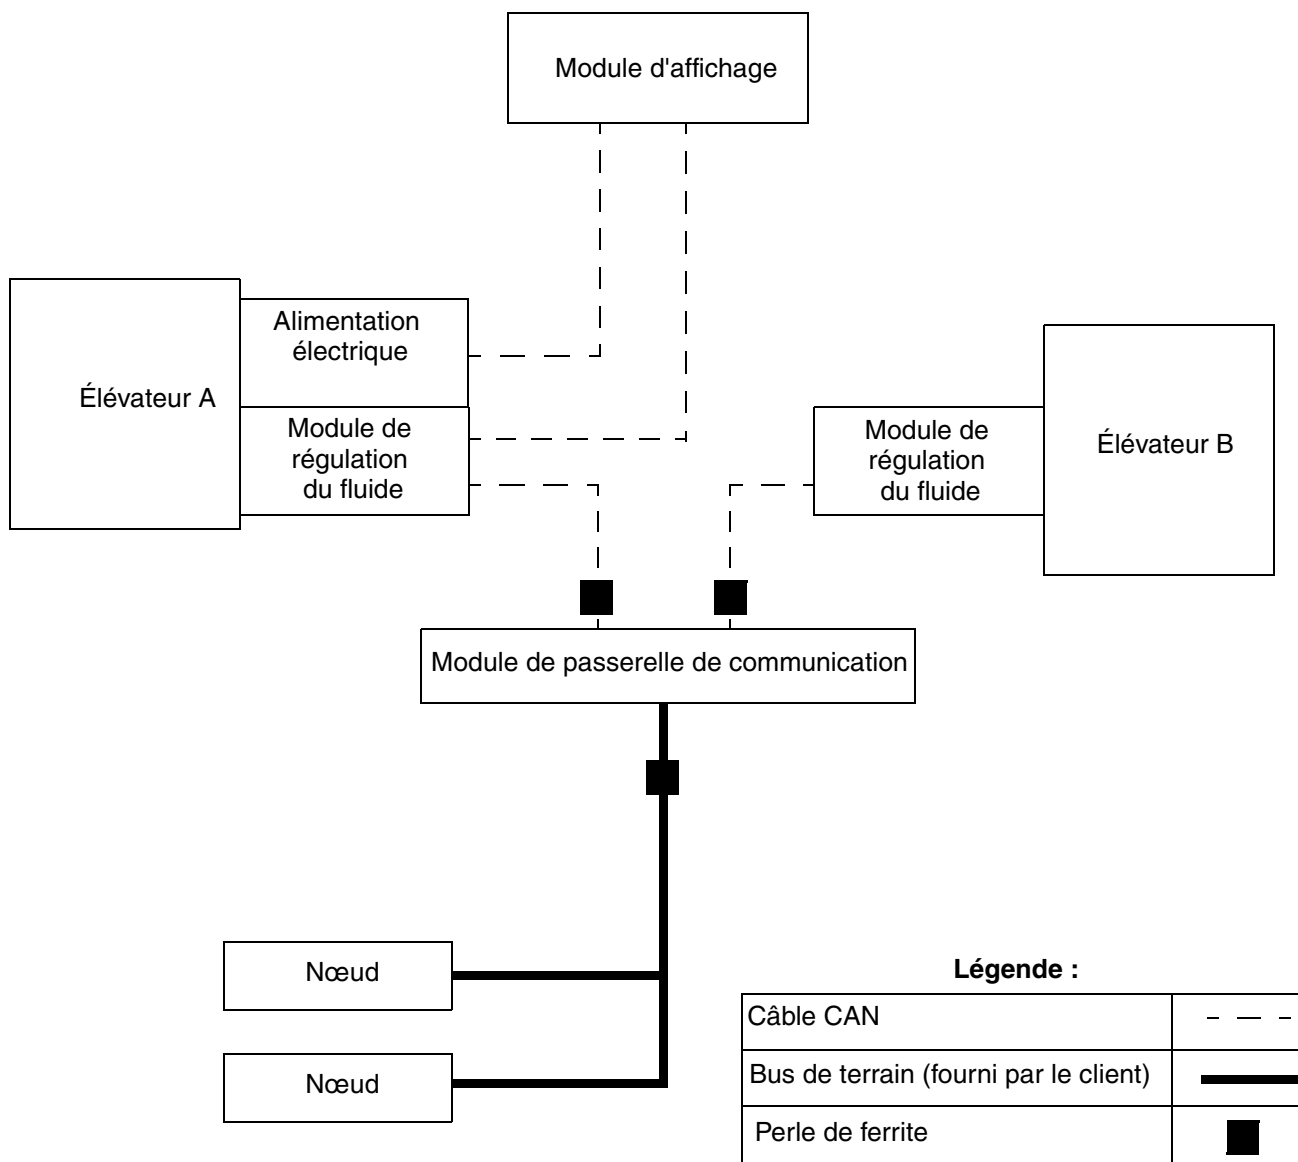 Module d'affichage
Alimentation
électrique
Élévateur A
Module de
régulation
du fluide
Module de
régulation
du fluide
Élévateur B
Module de passerelle de communication
Nœud
Nœud
Légende :
Câble CAN
Bus de terrain (fourni par le client)
Perle de ferrite